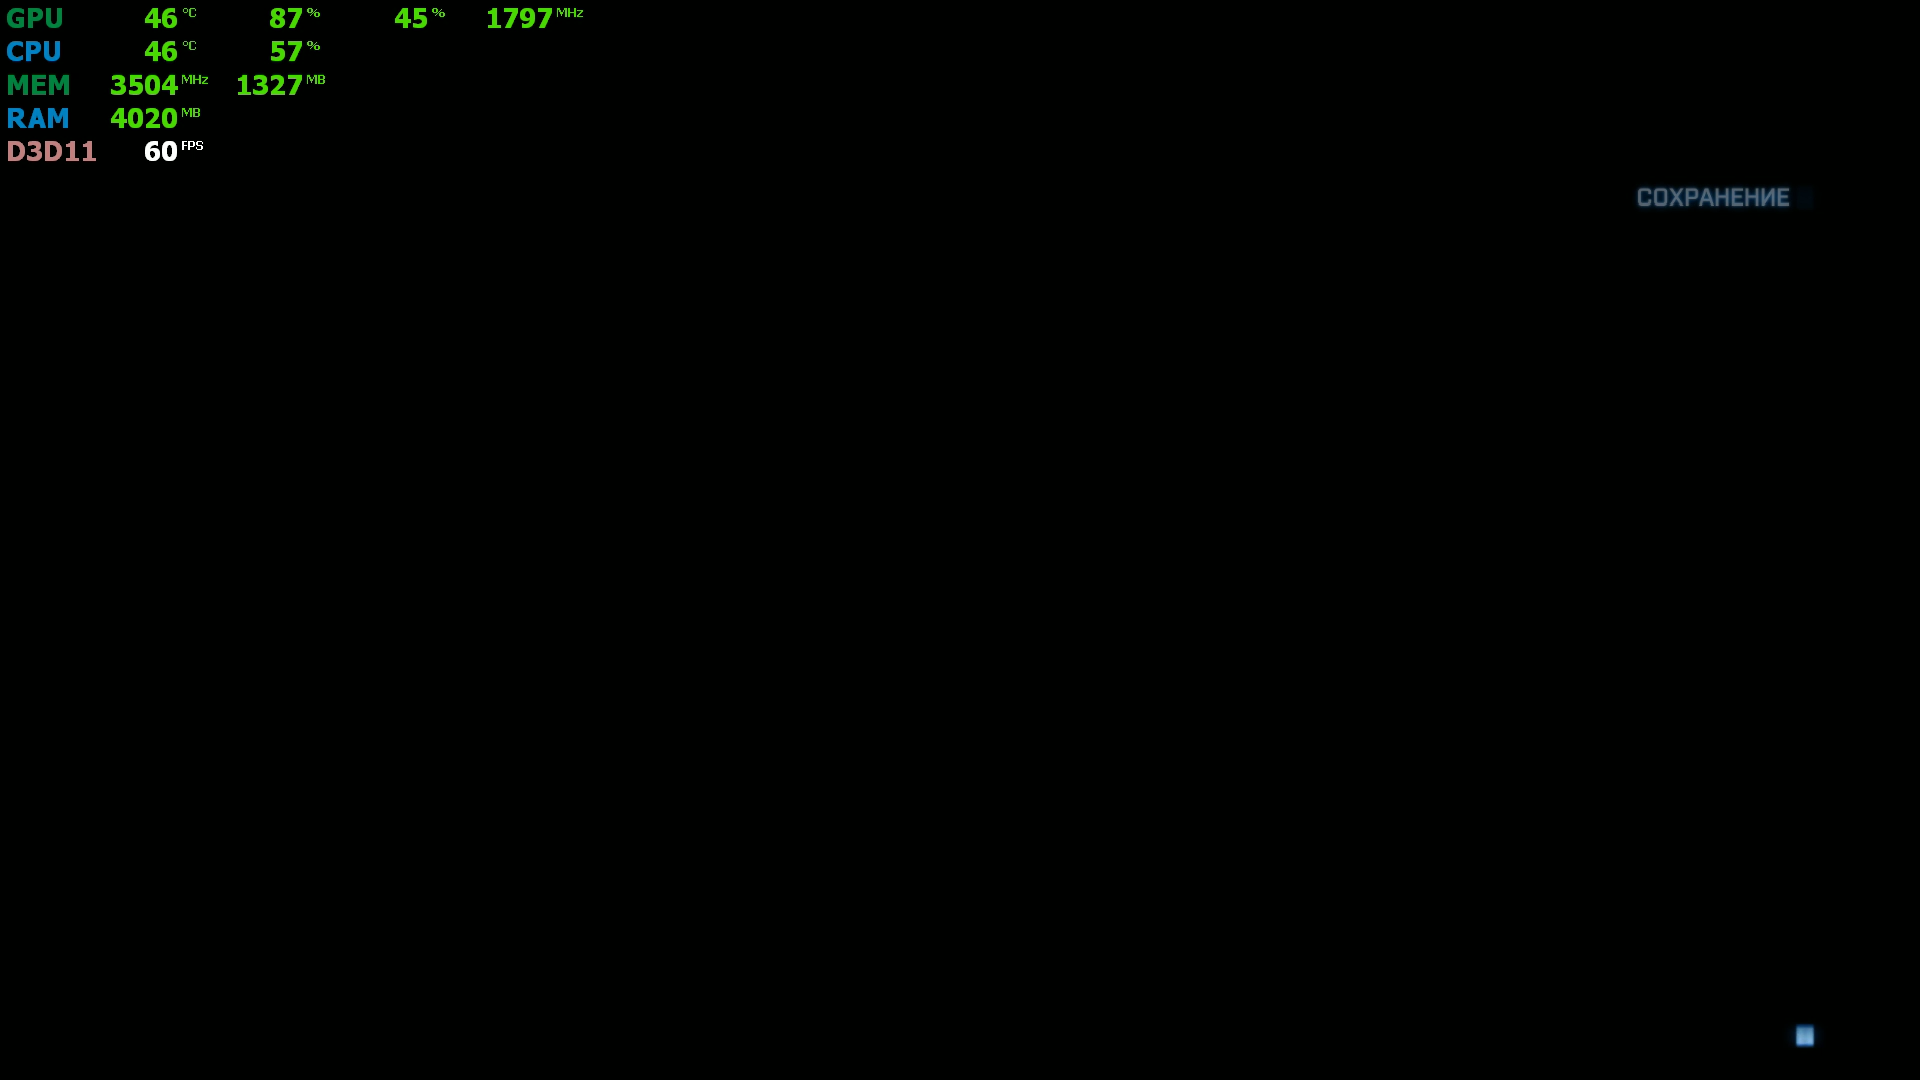 GPU 46 °C 87 % 45 % 1797 MHz
CPU 46 °C 57 %
MEM 3504 MHz 1327 MB
RAM 4020 MB
D3D11 60 FPS
СОХРАНЕНИЕ